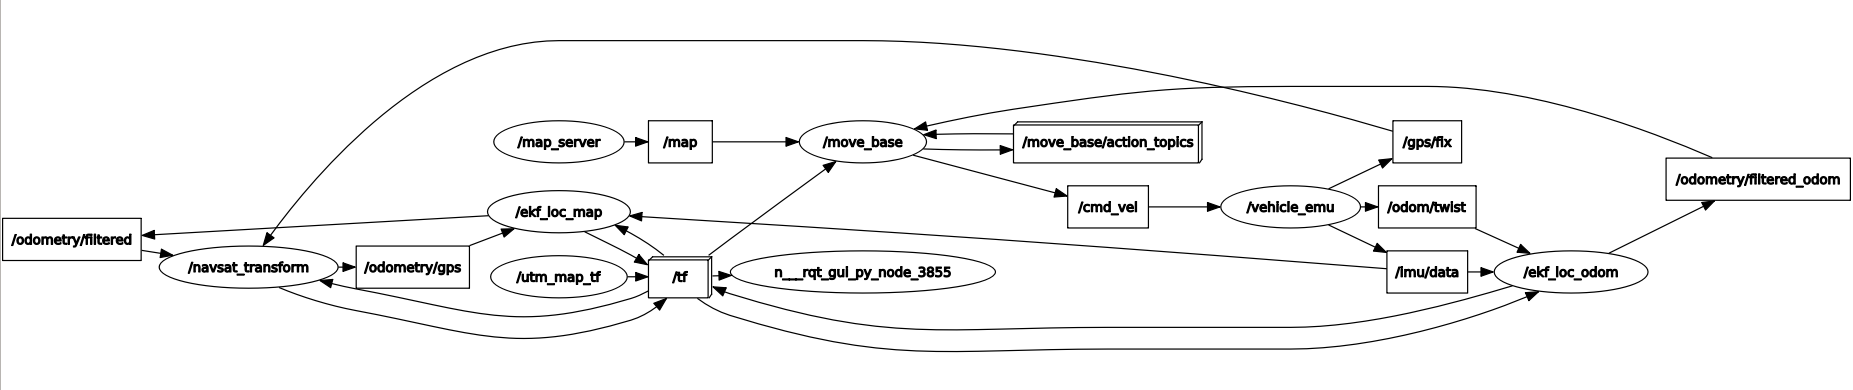 /map_server
/map
/move_base
/move_base/action_topics
/gps/fix
/odometry/filtered_odom
/ekf_loc_map
/cmd_vel
/vehicle_emu
/odom/twist
/odometry/filtered
/navsat_transform
/odometry/gps
/utm_map_tf
/tf
n___rqt_gui_py_node_3855
/imu/data
/ekf_loc_odom